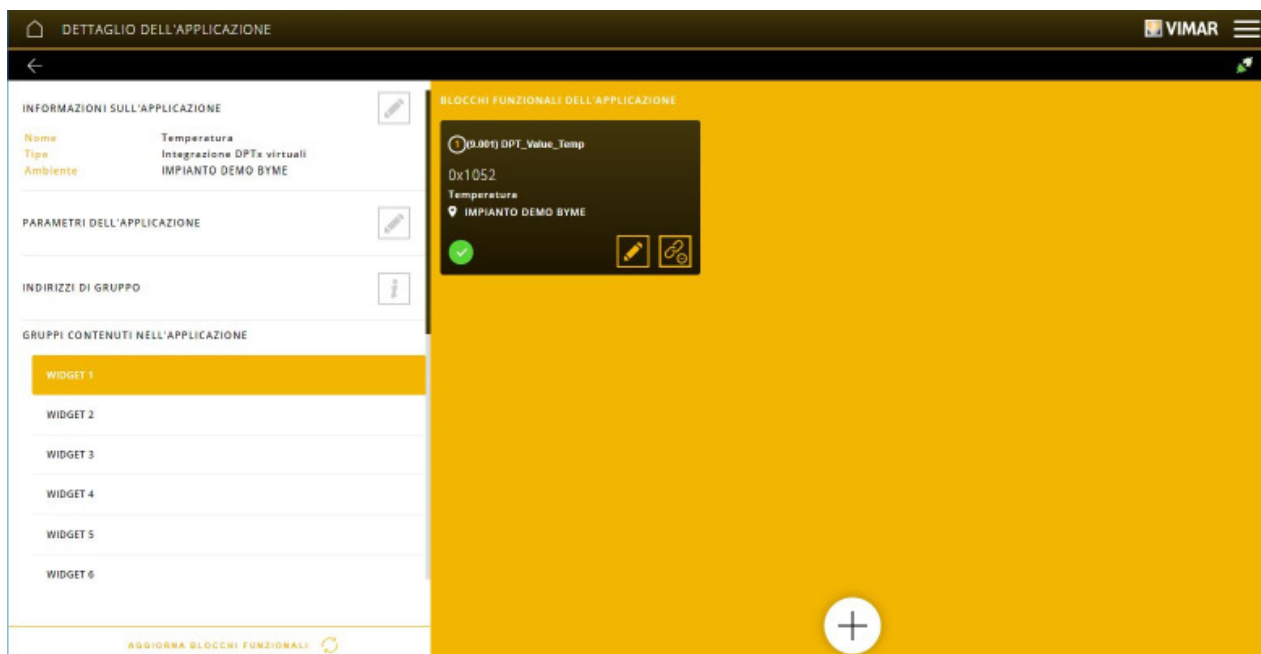 DETTAGLIO DELL'APPLICAZIONE
VIMAR
INFORMAZIONI SULL'APPLICAZIONE
Nome Temperatura
Tipo Integrazione DPTx virtuali
Ambiente IMPIANTO DEMO BYME
PARAMETRI DELL'APPLICAZIONE
INDIRIZZI DI GRUPPO
i
GRUPPI CONTENUTI NELL'APPLICAZIONE
WIDGET 1
WIDGET 2
WIDGET 3
WIDGET 4
WIDGET 5
WIDGET 6
AGGIORNA BLOCCHI FUNZIONALI
BLOCCHI FUNZIONALI DELL'APPLICAZIONE
1 (9.001) DPT_Value_Temp
0x1052
Temperatura
IMPIANTO DEMO BYME